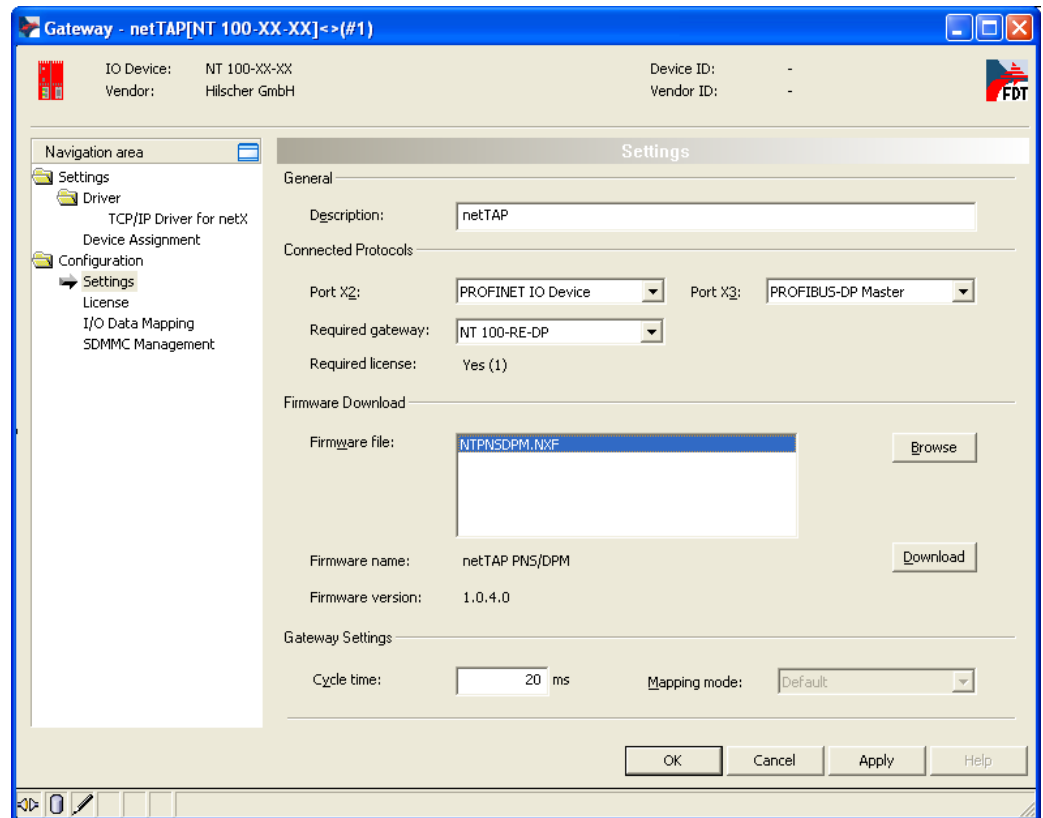 Gateway - netTAP[NT 100-XX-XX]<>(#1)
IO Device: NT 100-XX-XX Device ID: -
Vendor: Hilscher GmbH Vendor ID: -
FDT
Navigation area
Settings
Driver
TCP/IP Driver for netX
Device Assignment
Configuration
Settings
License
I/O Data Mapping
SDMMC Management
Settings
General
Description: netTAP
Connected Protocols
Port X2: PROFINET IO Device Port X3: PROFIBUS-DP Master
Required gateway: NT 100-RE-DP
Required license: Yes (1)
Firmware Download
Firmware file: NTPNSDPM.NXF Browse
Download
Firmware name: netTAP PNS/DPM
Firmware version: 1.0.4.0
Gateway Settings
Cycle time: 20 ms Mapping mode: Default
OK Cancel Apply Help